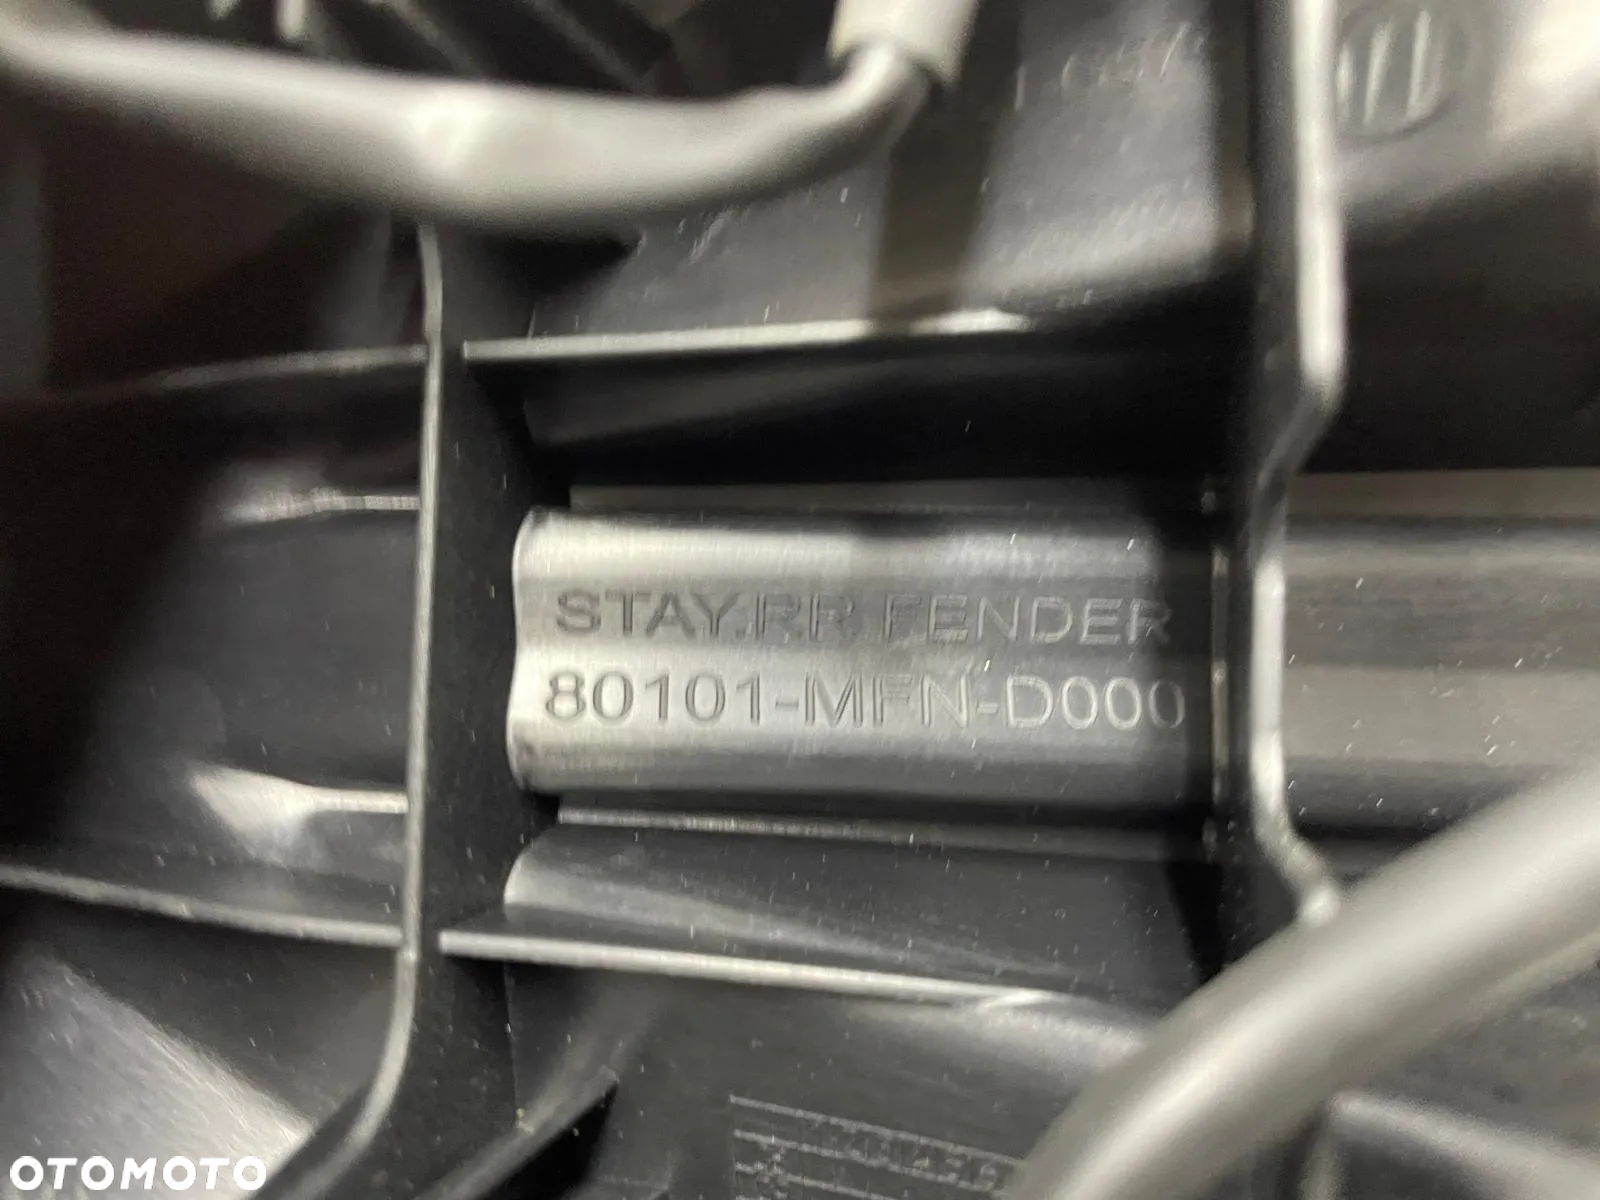 STAY.RR FENDER
80101-MFN-D000
OTOMOTO